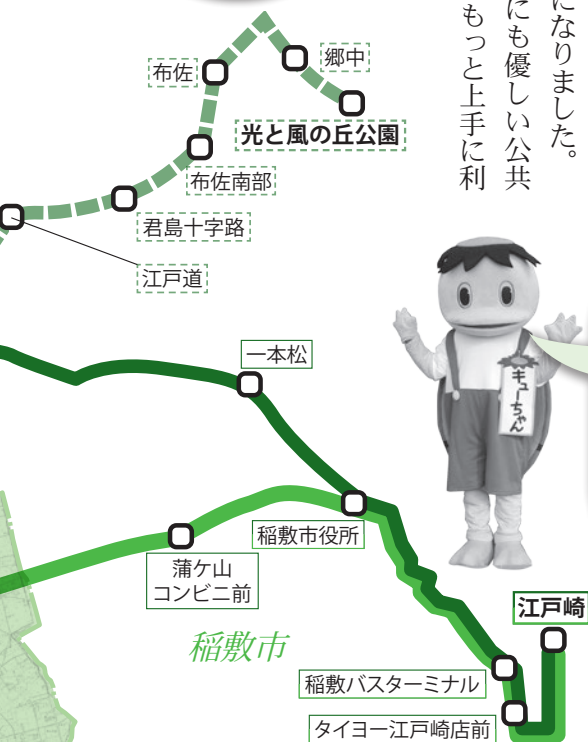 になりました。
にも優しい公共
もっと上手に利
布佐
郷中
光と風の丘公園
布佐南部
君島十字路
江戸道
一本松
キューちゃん
稲敷市役所
蒲ケ山
コンビニ前
江戸崎
稲敷市
稲敷バスターミナル
タイヨー江戸崎店前